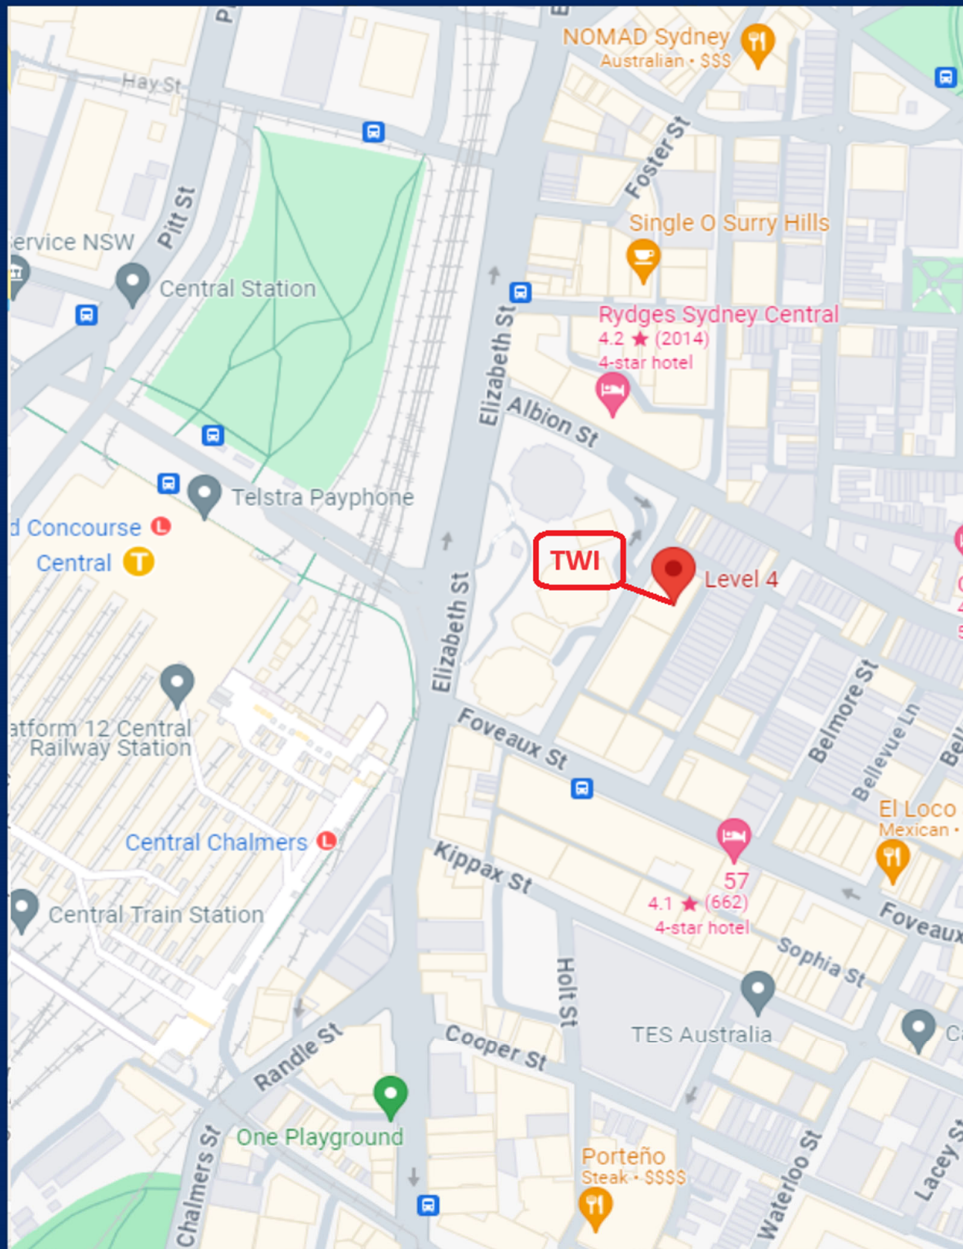 NOMAD Sydney
Australian • $$$
Hay St
Foster St
Pitt St
Single O Surry Hills
ervice NSW
Central Station
Rydges Sydney Central
4.2 ★ (2014)
4-star hotel
Elizabeth St
Albion St
Telstra Payphone
d Concourse L
Central T
TWI
Level 4
Elizabeth St
atform 12 Central
Railway Station
Foveaux St
Belmore St
Bellevue Ln
Bel
El Loco
Mexican •
Central Chalmers L
Kippax St
57
4.1 ★ (662)
4-star hotel
Central Train Station
Foveaux
Sophia St
Holt St
TES Australia
Randle St
Cooper St
One Playground
Chalmers St
Porteño
Steak • $$$$
Waterloo St
Lacey St